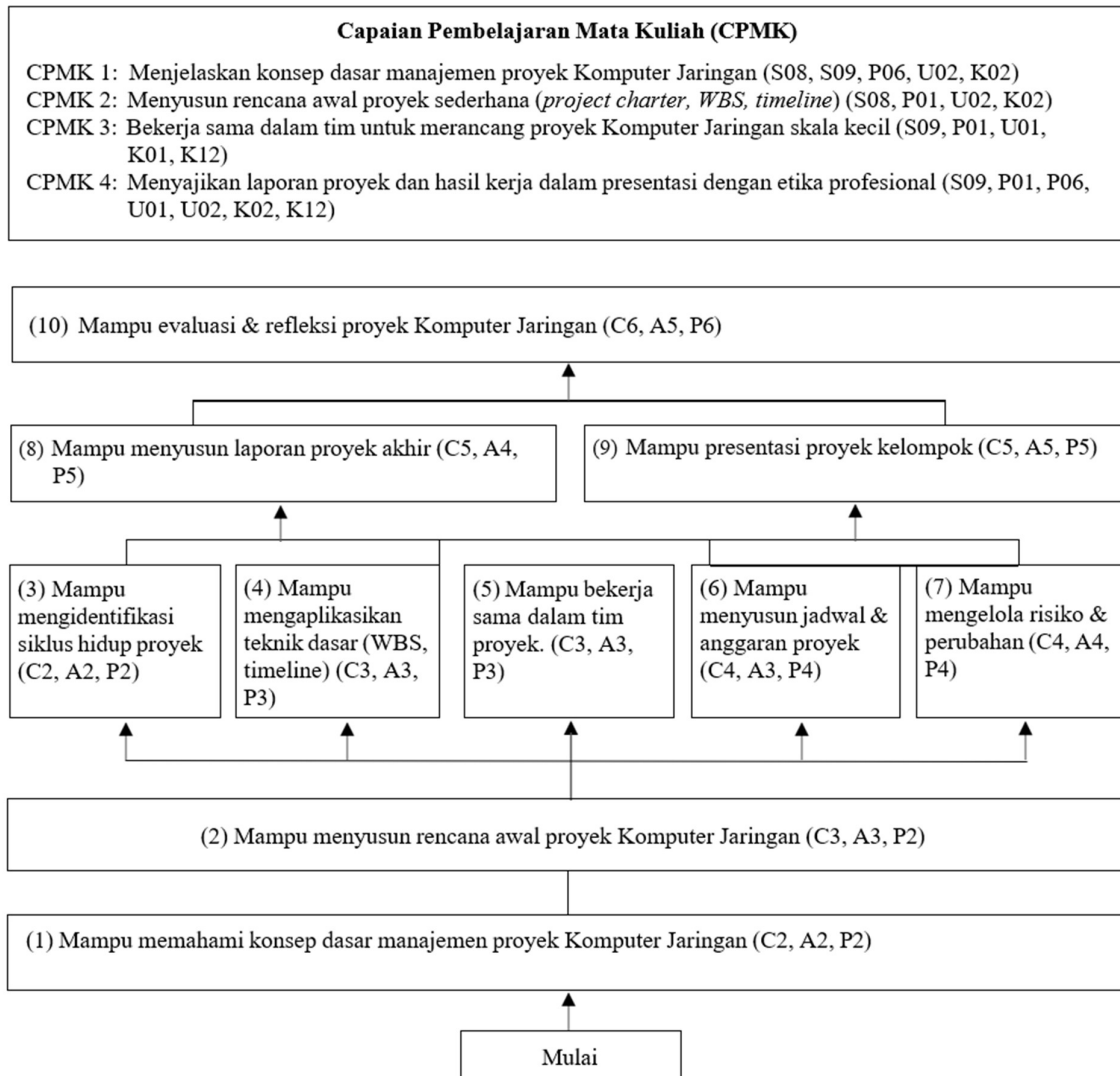 Capaian Pembelajaran Mata Kuliah (CPMK)
CPMK 1: Menjelaskan konsep dasar manajemen proyek Komputer Jaringan (S08, S09, P06, U02, K02)
CPMK 2: Menyusun rencana awal proyek sederhana (project charter, WBS, timeline) (S08, P01, U02, K02)
CPMK 3: Bekerja sama dalam tim untuk merancang proyek Komputer Jaringan skala kecil (S09, P01, U01,
K01, K12)
CPMK 4: Menyajikan laporan proyek dan hasil kerja dalam presentasi dengan etika profesional (S09, P01, P06,
U01, U02, K02, K12)
(10) Mampu evaluasi & refleksi proyek Komputer Jaringan (C6, A5, P6)
(8) Mampu menyusun laporan proyek akhir (C5, A4,
P5)
(9) Mampu presentasi proyek kelompok (C5, A5, P5)
(3) Mampu
mengidentifikasi
siklus hidup proyek
(C2, A2, P2)
(4) Mampu
mengaplikasikan
teknik dasar (WBS,
timeline) (C3, A3,
P3)
(5) Mampu bekerja
sama dalam tim
proyek. (C3, A3,
P3)
(6) Mampu
menyusun jadwal &
anggaran proyek
(C4, A3, P4)
(7) Mampu
mengelola risiko &
perubahan (C4, A4,
P4)
(2) Mampu menyusun rencana awal proyek Komputer Jaringan (C3, A3, P2)
(1) Mampu memahami konsep dasar manajemen proyek Komputer Jaringan (C2, A2, P2)
Mulai